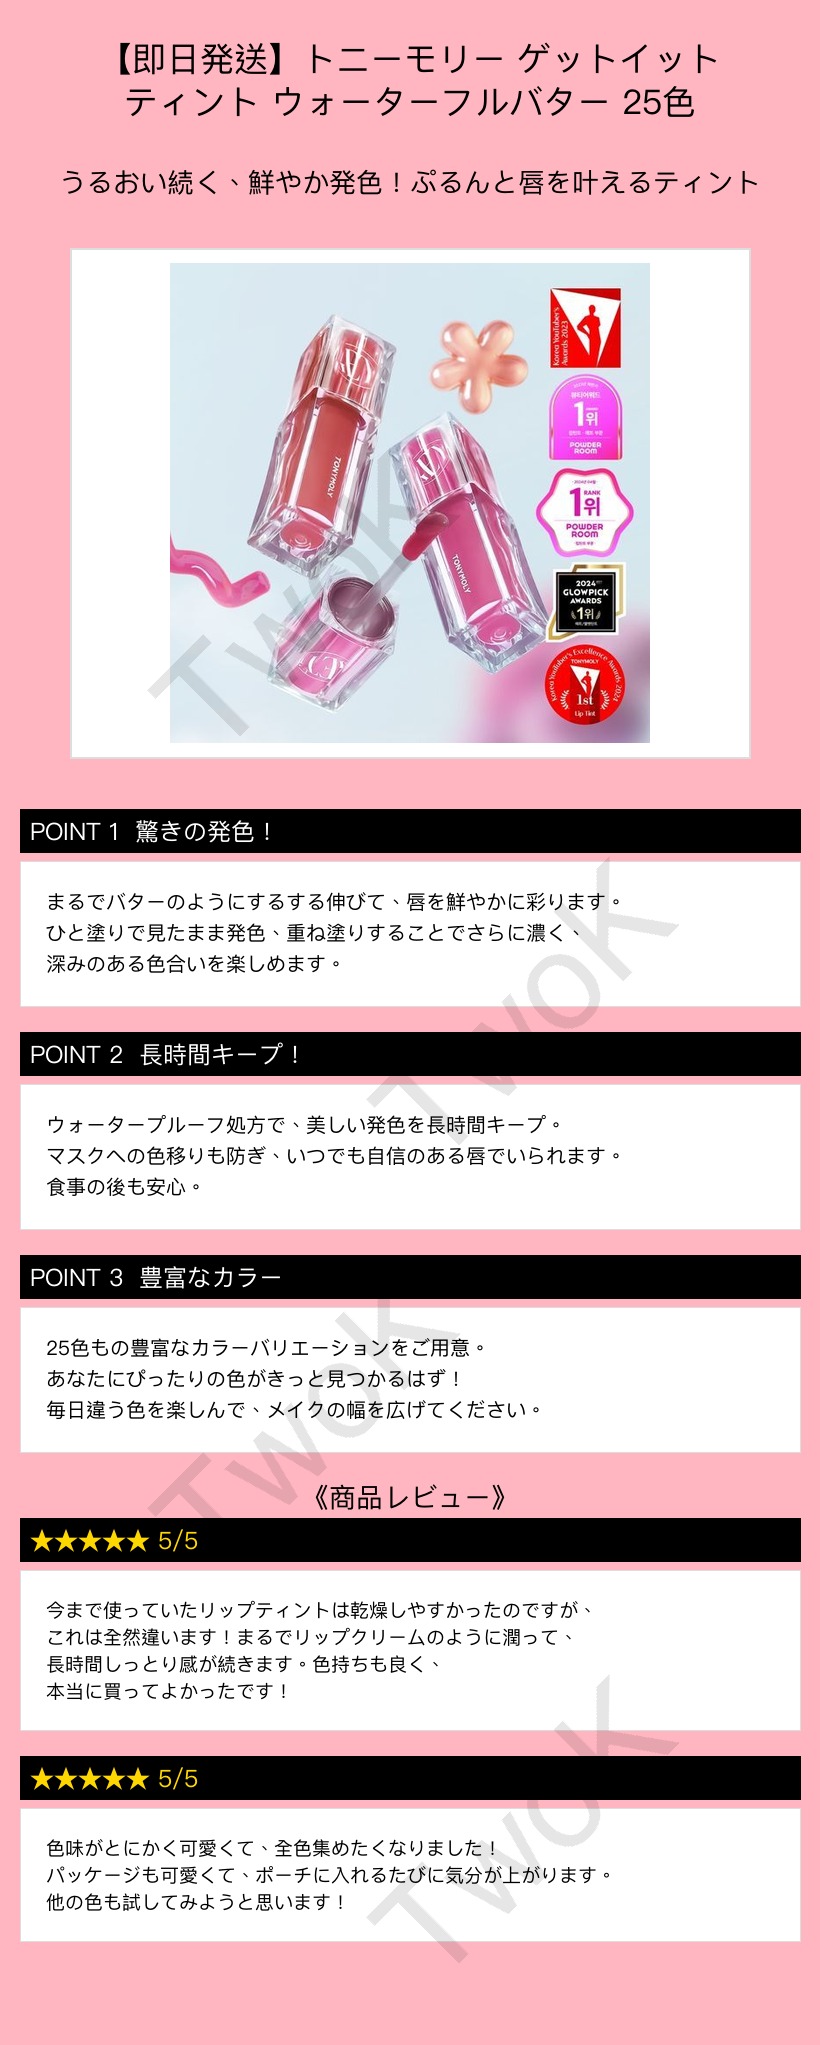 【即日発送】トニーモリー ゲットイット
ティント ウォーターフルバター 25色
うるおい続く、鮮やか発色！ぷるんと唇を叶えるティント
Korea YouTuber's
Awards 2023
뷰티어워드
1위
POWDER
ROOM
TONYMOLY
1 RANK
위
POWDER
ROOM
TONYMOLY
2024
GLOWPICK
AWARDS
1위
Korea YouTuber's Excellence Awards 2024
TONYMOLY
1st
Lip Tint
TwoK
POINT 1 驚きの発色！
まるでバターのようにするする伸びて、唇を鮮やかに彩ります。
ひと塗りで見たまま発色、重ね塗りすることでさらに濃く、
深みのある色合いを楽しめます。
TwoK
POINT 2 長時間キープ！
ウォータープルーフ処方で、美しい発色を長時間キープ。
マスクへの色移りも防ぎ、いつでも自信のある唇でいられます。
食事の後も安心。
POINT 3 豊富なカラー
25色もの豊富なカラーバリエーションをご用意。
あなたにぴったりの色がきっと見つかるはず！
毎日違う色を楽しんで、メイクの幅を広げてください。
TwoK
《商品レビュー》
★★★★★ 5/5
今まで使っていたリップティントは乾燥しやすかったのですが、
これは全然違います！まるでリップクリームのように潤って、
長時間しっとり感が続きます。色持ちも良く、
本当に買ってよかったです！
★★★★★ 5/5
色味がとにかく可愛くて、全色集めたくなりました！
パッケージも可愛くて、ポーチに入れるたびに気分が上がります。
他の色も試してみようと思います！
TwoK